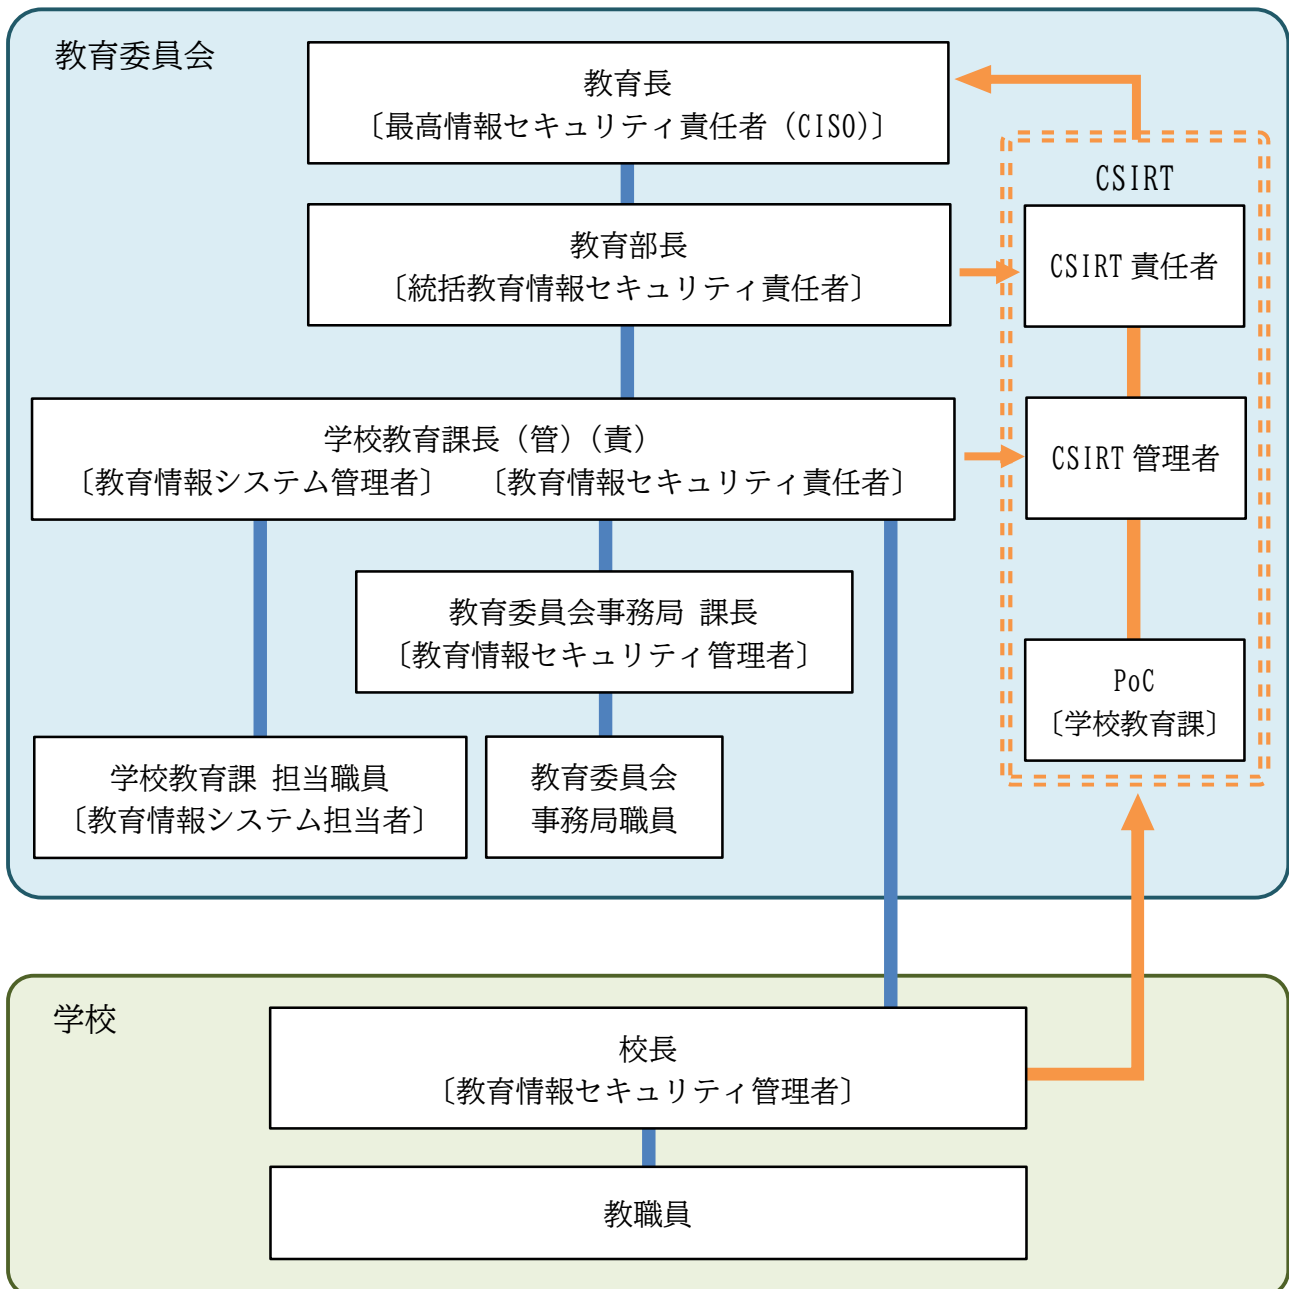 教育委員会
教育長
〔最高情報セキュリティ責任者（CISO）〕
教育部長
〔統括教育情報セキュリティ責任者〕
学校教育課長（管）（責）
〔教育情報システム管理者〕　〔教育情報セキュリティ責任者〕
教育委員会事務局 課長
〔教育情報セキュリティ管理者〕
学校教育課 担当職員
〔教育情報システム担当者〕
教育委員会
事務局職員
CSIRT
CSIRT 責任者
CSIRT 管理者
PoC
〔学校教育課〕
学校
校長
〔教育情報セキュリティ管理者〕
教職員